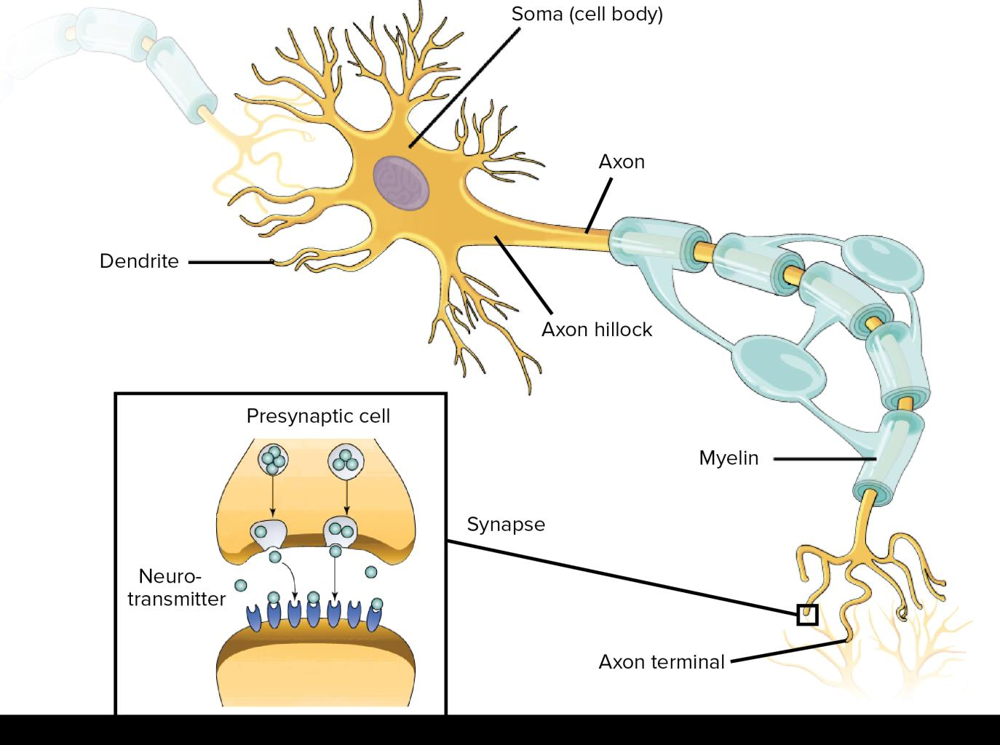 Soma (cell body)
Axon
Dendrite
Axon hillock
Presynaptic cell
Myelin
Synapse
Neuro-
transmitter
Axon terminal